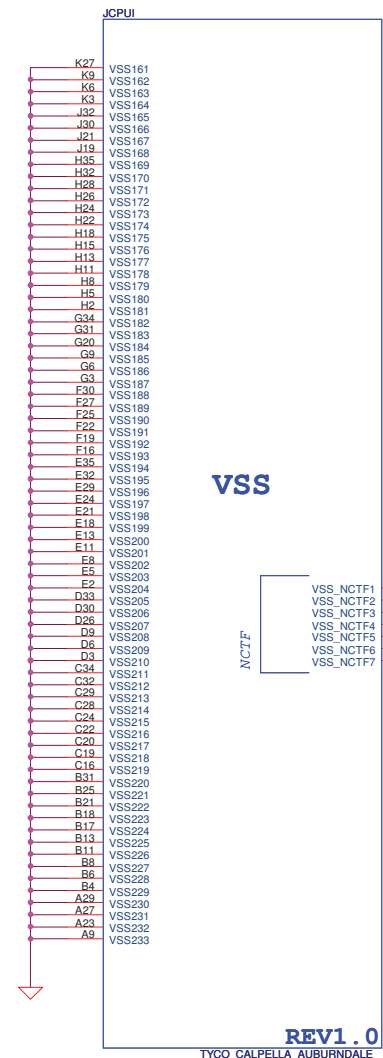 JCPUI
K27 VSS161
K9 VSS162
K6 VSS163
K3 VSS164
J32 VSS165
J30 VSS166
J21 VSS167
J19 VSS168
H35 VSS169
H32 VSS170
H28 VSS171
H26 VSS172
H24 VSS173
H22 VSS174
H18 VSS175
H15 VSS176
H13 VSS177
H11 VSS178
H8 VSS179
H5 VSS180
H2 VSS181
G34 VSS182
G31 VSS183
G20 VSS184
G9 VSS185
G6 VSS186
G3 VSS187
F30 VSS188
F27 VSS189
F25 VSS190
F22 VSS191
F19 VSS192
F16 VSS193
E35 VSS194
E32 VSS195
E29 VSS196
E24 VSS197
E21 VSS198
E18 VSS199
E13 VSS200
E11 VSS201
E8 VSS202
E5 VSS203
E2 VSS204
D33 VSS205
D30 VSS206
D26 VSS207
D9 VSS208
D6 VSS209
D3 VSS210
C34 VSS211
C32 VSS212
C29 VSS213
C28 VSS214
C24 VSS215
C22 VSS216
C20 VSS217
C19 VSS218
C16 VSS219
B31 VSS220
B25 VSS221
B21 VSS222
B18 VSS223
B17 VSS224
B13 VSS225
B11 VSS226
B8 VSS227
B6 VSS228
B4 VSS229
A29 VSS230
A27 VSS231
A23 VSS232
A9 VSS233
VSS
NCTF
VSS_NCTF1
VSS_NCTF2
VSS_NCTF3
VSS_NCTF4
VSS_NCTF5
VSS_NCTF6
VSS_NCTF7
REV1.0
TYCO_CALPELLA_AUBURNDALE